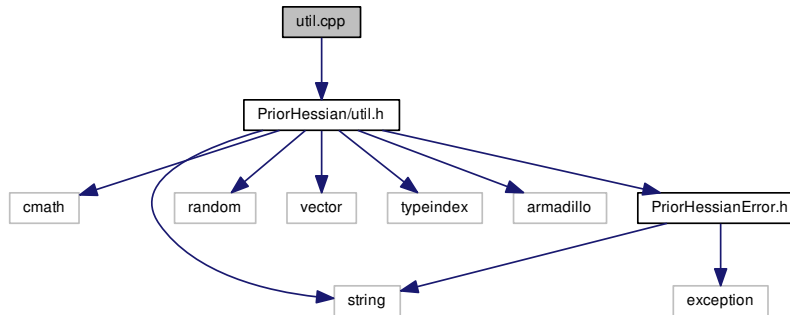 util.cpp
PriorHessian/util.h
cmath
random
vector
typeindex
armadillo
PriorHessianError.h
string
exception